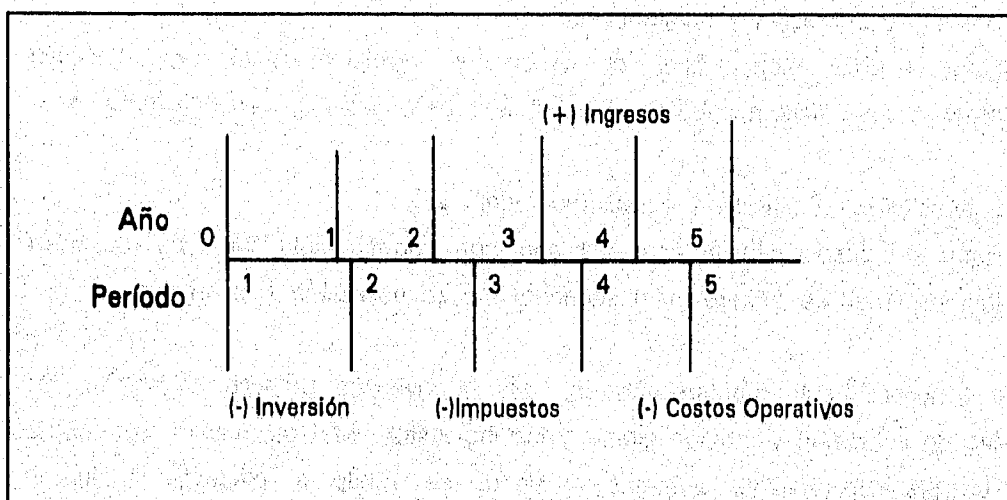 (+) Ingresos
Año 0 1 2 3 4 5
Período 1 2 3 4 5
(-) Inversión (-)Impuestos (-) Costos Operativos